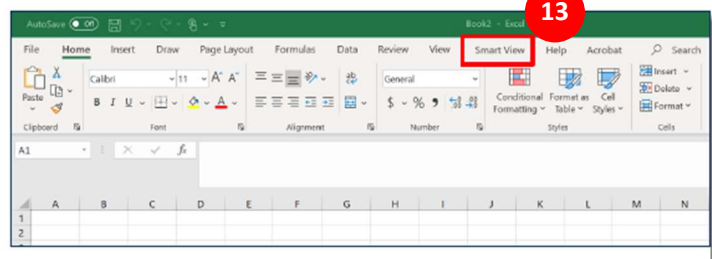 13
AutoSave On Book2 - Excel
File Home Insert Draw Page Layout Formulas Data Review View Smart View Help Acrobat Search
Calibri 11 A A ab General Insert
Paste B I U A $ % 9 Conditional Format as Cell Delete
Formatting Table Styles Format
Clipboard Font Alignment Number Styles Cells
A1 fx
A B C D E F G H I J K L M N
1
2